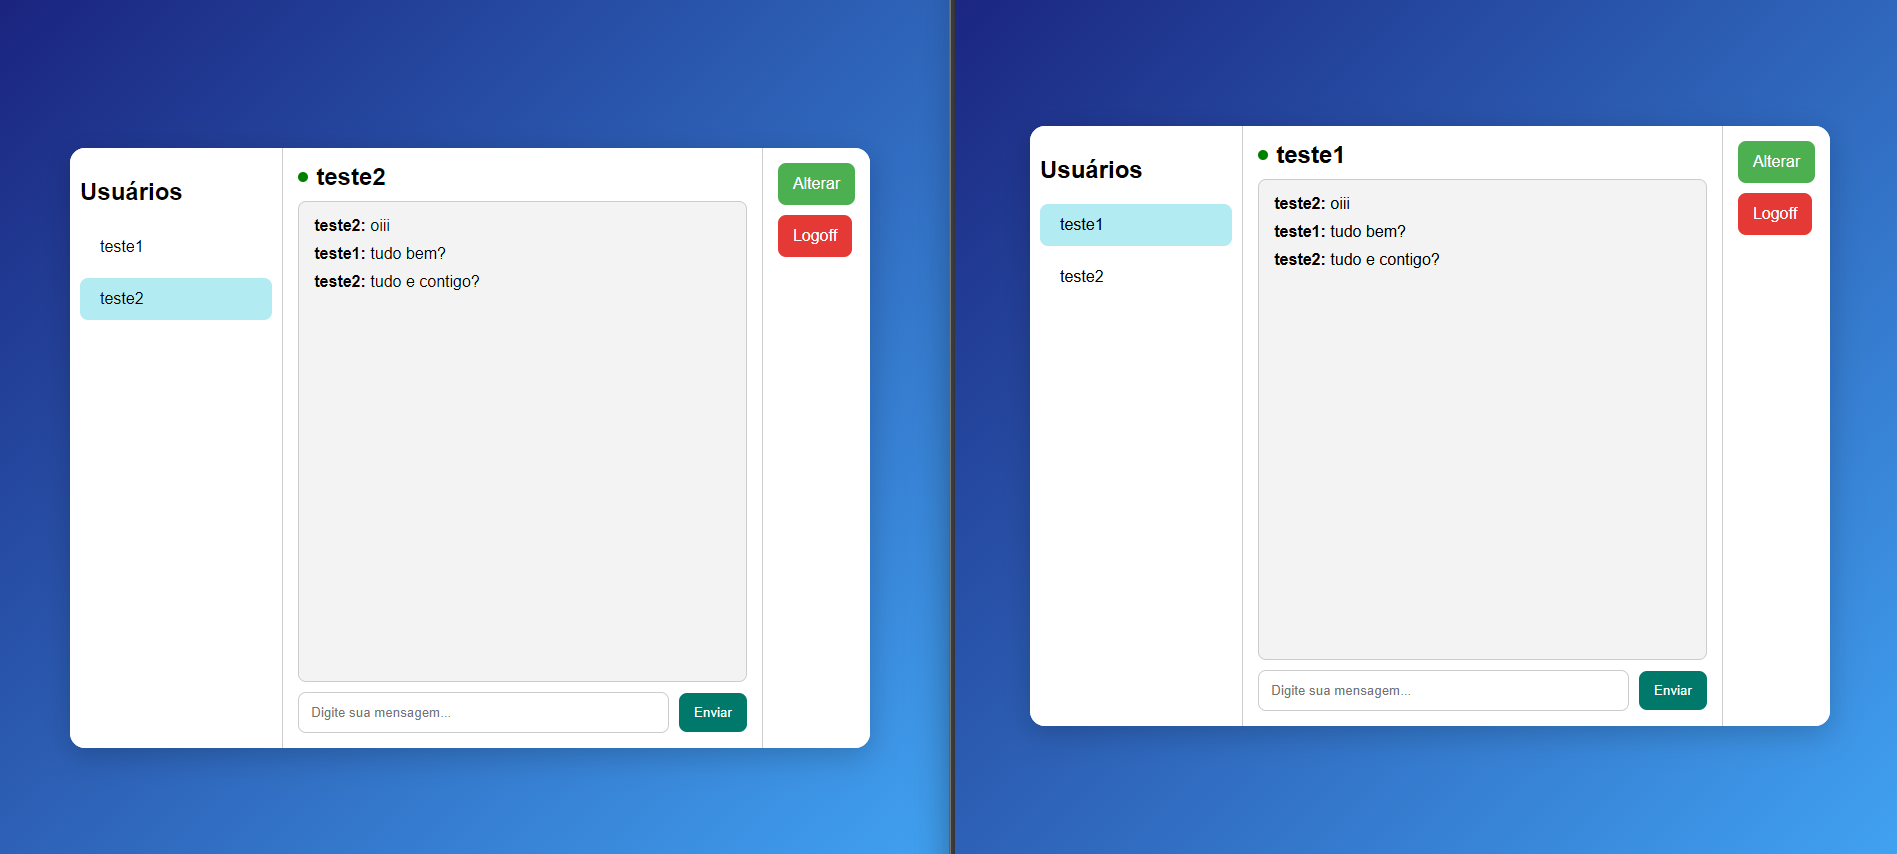 Usuários
teste1
teste2
teste2
teste2: oiii
teste1: tudo bem?
teste2: tudo e contigo?
Digite sua mensagem...
Enviar
Alterar
Logoff
Usuários
teste1
teste2
teste1
teste2: oiii
teste1: tudo bem?
teste2: tudo e contigo?
Digite sua mensagem...
Enviar
Alterar
Logoff